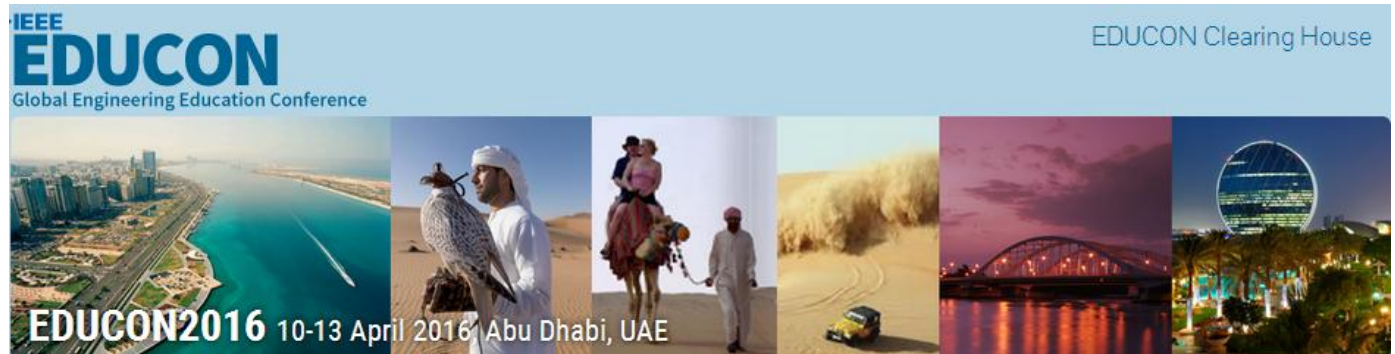 IEEE
EDUCON
Global Engineering Education Conference
EDUCON Clearing House
EDUCON2016 10-13 April 2016, Abu Dhabi, UAE